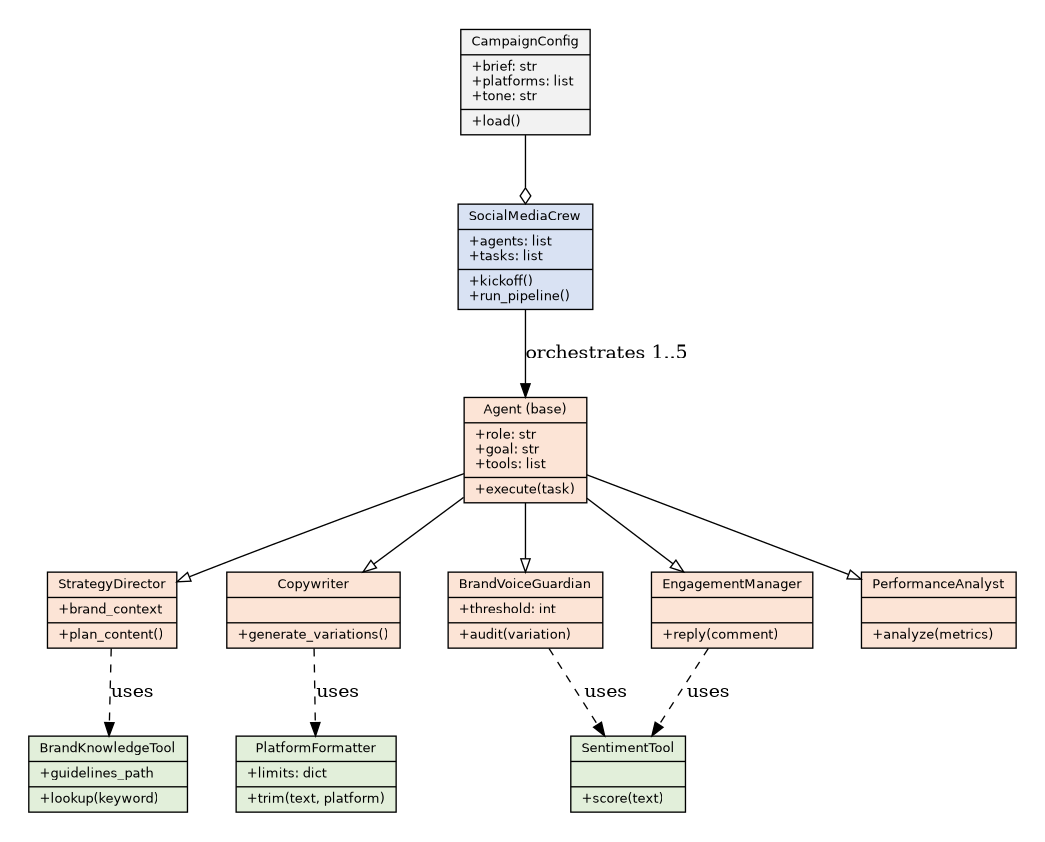 CampaignConfig
+brief: str
+platforms: list
+tone: str
+load()
SocialMediaCrew
+agents: list
+tasks: list
+kickoff()
+run_pipeline()
orchestrates 1..5
Agent (base)
+role: str
+goal: str
+tools: list
+execute(task)
StrategyDirector
+brand_context
+plan_content()
Copywriter
+generate_variations()
BrandVoiceGuardian
+threshold: int
+audit(variation)
EngagementManager
+reply(comment)
PerformanceAnalyst
+analyze(metrics)
uses
uses
uses
uses
BrandKnowledgeTool
+guidelines_path
+lookup(keyword)
PlatformFormatter
+limits: dict
+trim(text, platform)
SentimentTool
+score(text)